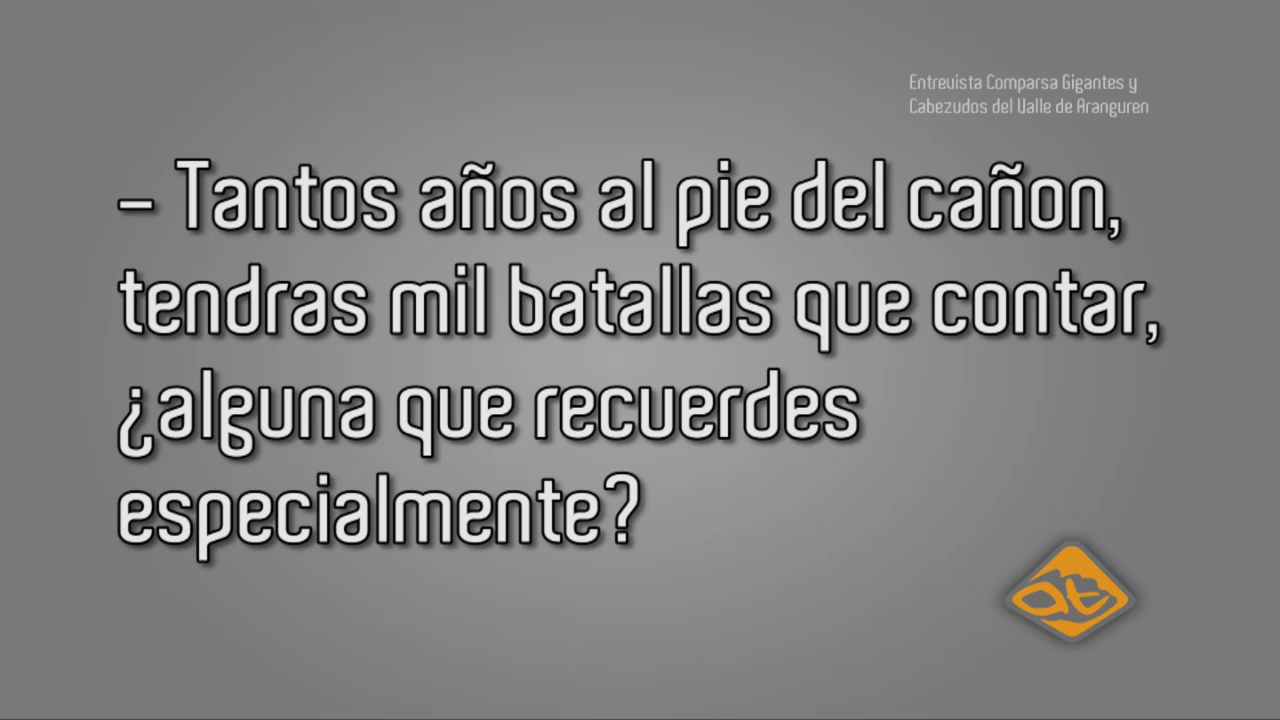 Entrevista Comparsa Gigantes y
Cabezudos del Valle de Aranguren
- Tantos años al pie del cañon,
tendras mil batallas que contar,
¿alguna que recuerdes
especialmente?